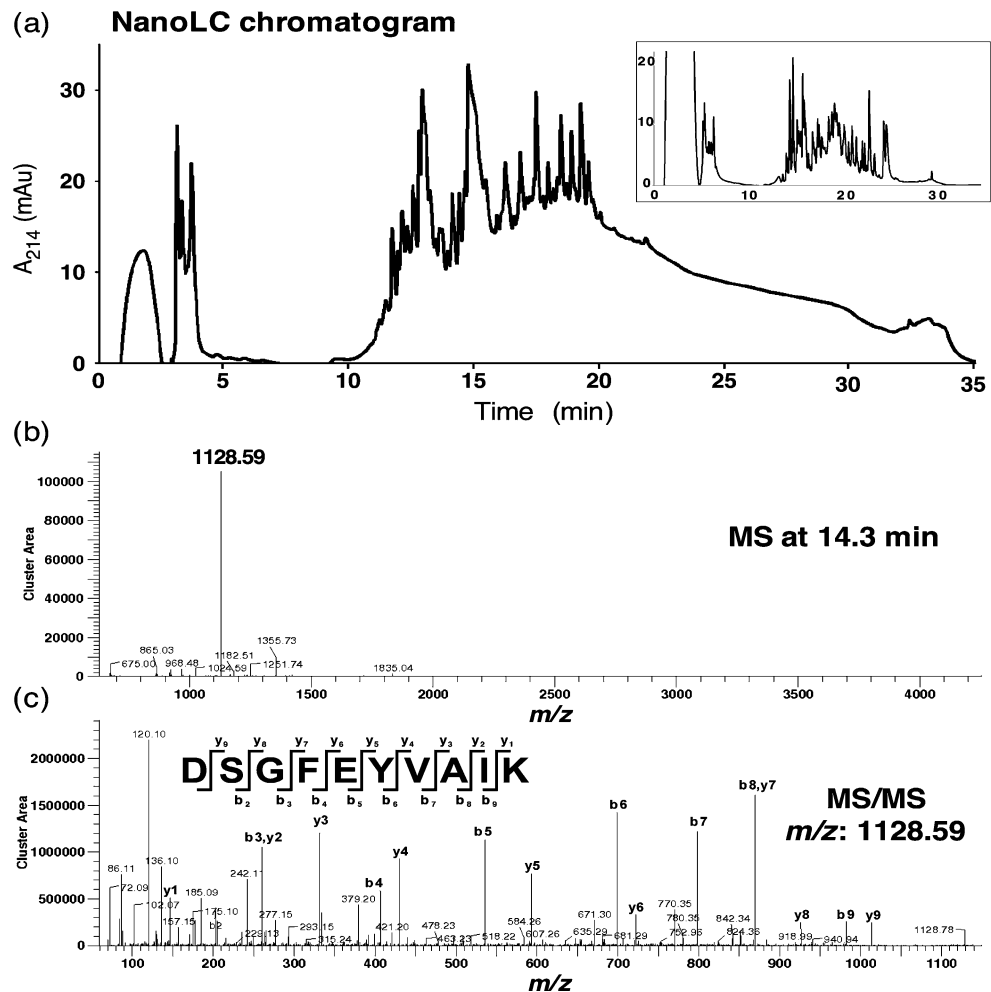 (a)
NanoLC chromatogram
A214 (mAu)
30
20
10
0
0 5 10 15 20 25 30 35
Time (min)
20
10
0
0 10 20 30
(b)
1128.59
MS at 14.3 min
Cluster Area
100000
80000
60000
40000
20000
0
675.00 865.03 968.48 1024.59 1182.51 1251.74 1355.73 1835.04
1000 1500 2000 2500 3000 3500 4000
m/z
(c)
MS/MS
m/z: 1128.59
Cluster Area
2000000
1500000
1000000
500000
0
y9 y8 y7 y6 y5 y4 y3 y2 y1
DSGFEYVAIK
b2 b3 b4 b5 b6 b7 b8 b9
120.10
86.11
72.09
102.07
136.10
y1
157.15
185.09
175.10
b2
242.11
229.13
b3,y2
277.15
293.15
315.24
y3
379.20
b4
421.20
y4
478.23
463.23
b5
518.22
584.26
y5
607.26
635.29
671.30
b6
681.29
y6
770.35
752.96
780.35
b7
842.34
824.36
b8,y7
918.99
y8
940.94
b9
y9
1128.78
100 200 300 400 500 600 700 800 900 1000 1100
m/z